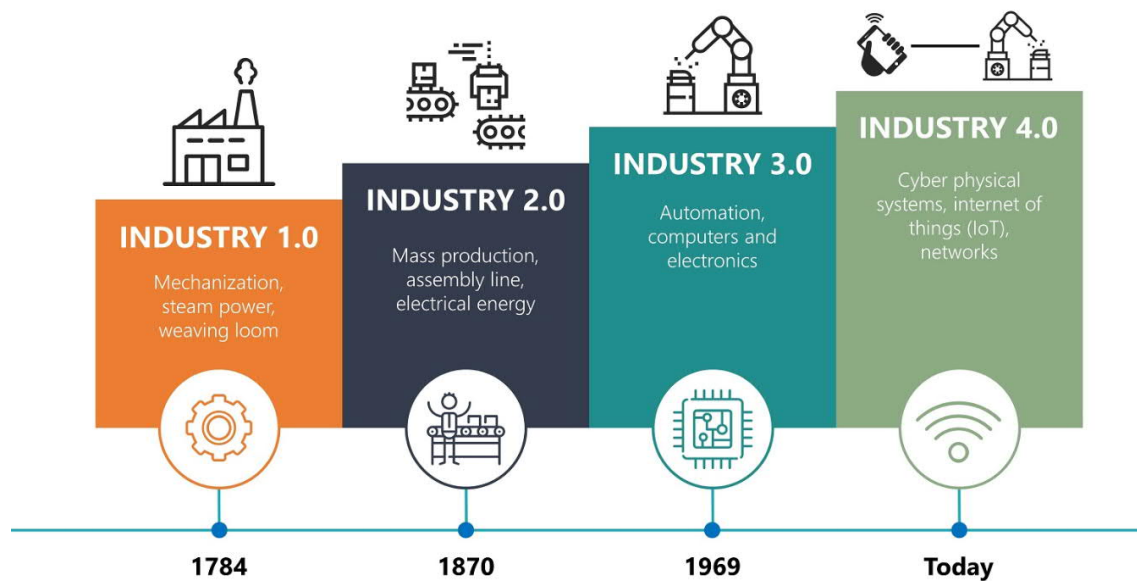 INDUSTRY 1.0
Mechanization,
steam power,
weaving loom
INDUSTRY 2.0
Mass production,
assembly line,
electrical energy
INDUSTRY 3.0
Automation,
computers and
electronics
INDUSTRY 4.0
Cyber physical
systems, internet of
things (IoT),
networks
1784
1870
1969
Today